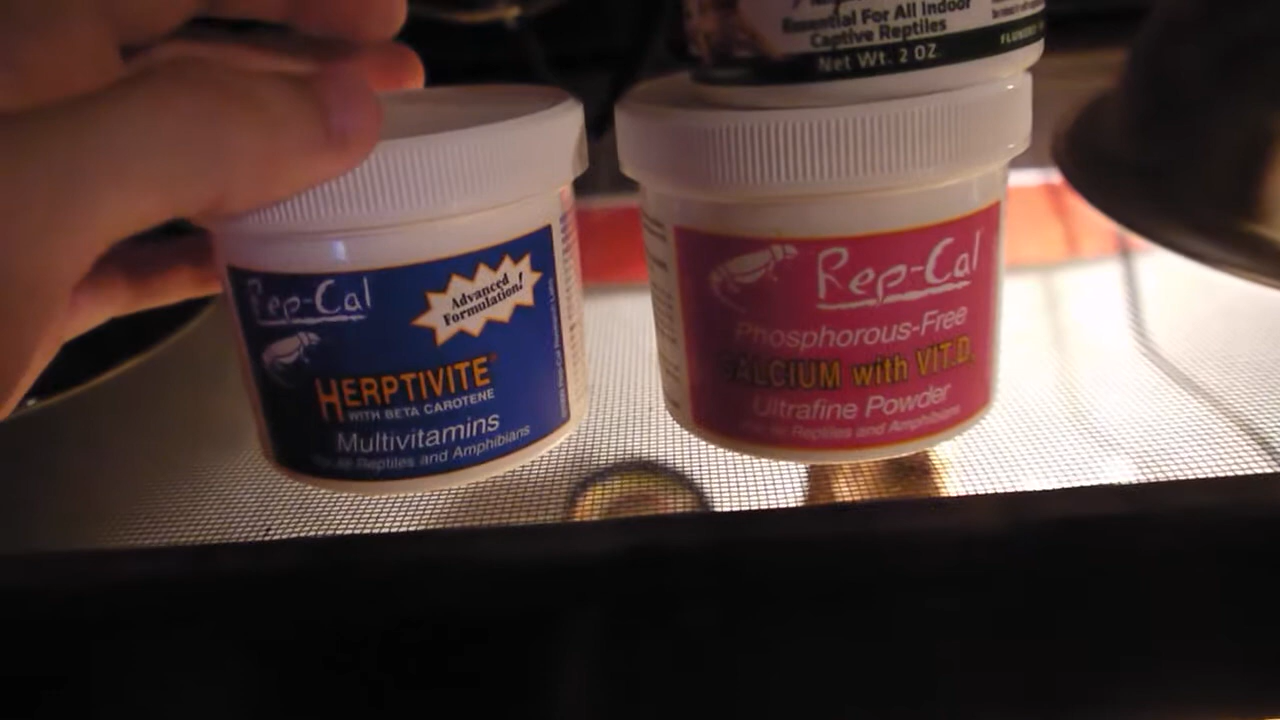 Essential For All Indoor
Captive Reptiles
Net Wt. 2 OZ.
Rep-Cal
Advanced
Formulation!
HERPTIVITE
WITH BETA CAROTENE
Multivitamins
Reptiles and Amphibians
Rep-Cal
Phosphorous-Free
CALCIUM with VIT.D
Ultrafine Powder
Reptiles and Amphibians